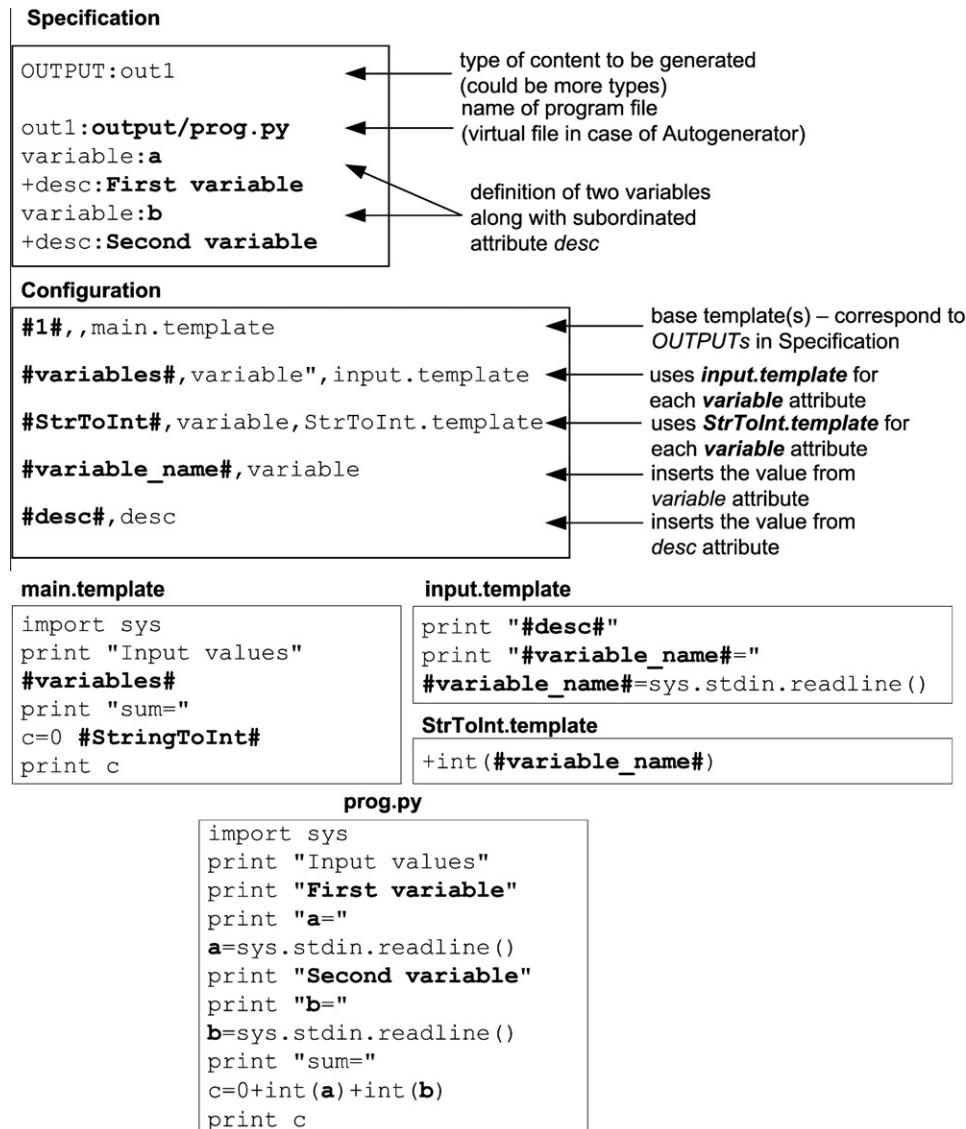 Specification
OUTPUT:out1
type of content to be generated
(could be more types)
name of program file
(virtual file in case of Autogenerator)
out1:output/prog.py
variable:a
+desc:First variable
variable:b
+desc:Second variable
definition of two variables
along with subordinated
attribute desc
Configuration
#1#,,main.template
base template(s) – correspond to
OUTPUTs in Specification
#variables#,variable",input.template
uses input.template for
each variable attribute
#StrToInt#,variable,StrToInt.template
uses StrToInt.template for
each variable attribute
#variable_name#,variable
inserts the value from
variable attribute
#desc#,desc
inserts the value from
desc attribute
main.template
import sys
print "Input values"
#variables#
print "sum="
c=0 #StringToInt#
print c
input.template
print "#desc#"
print "#variable_name#="
#variable_name#=sys.stdin.readline()
StrToInt.template
+int(#variable_name#)
prog.py
import sys
print "Input values"
print "First variable"
print "a="
a=sys.stdin.readline()
print "Second variable"
print "b="
b=sys.stdin.readline()
print "sum="
c=0+int(a)+int(b)
print c